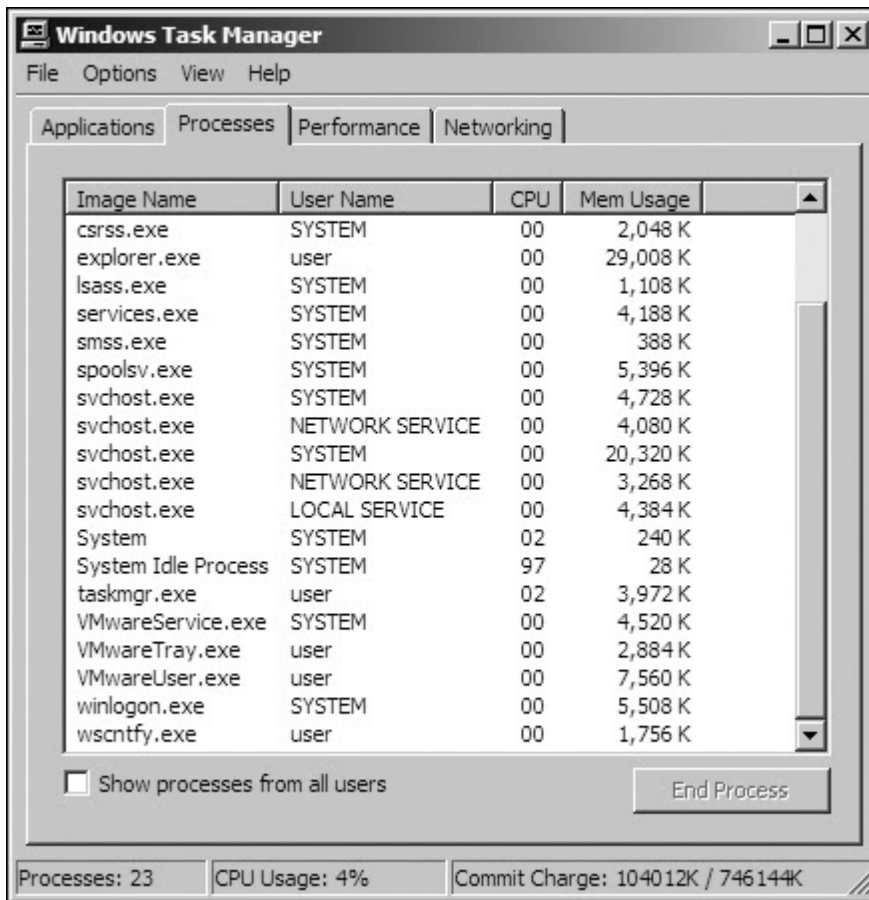 Windows Task Manager
File Options View Help
Applications Processes Performance Networking
Image Name User Name CPU Mem Usage
csrss.exe SYSTEM 00 2,048 K
explorer.exe user 00 29,008 K
lsass.exe SYSTEM 00 1,108 K
services.exe SYSTEM 00 4,188 K
smss.exe SYSTEM 00 388 K
spoolsv.exe SYSTEM 00 5,396 K
svchost.exe SYSTEM 00 4,728 K
svchost.exe NETWORK SERVICE 00 4,080 K
svchost.exe SYSTEM 00 20,320 K
svchost.exe NETWORK SERVICE 00 3,268 K
svchost.exe LOCAL SERVICE 00 4,384 K
System SYSTEM 02 240 K
System Idle Process SYSTEM 97 28 K
taskmgr.exe user 02 3,972 K
VMwareService.exe SYSTEM 00 4,520 K
VMwareTray.exe user 00 2,884 K
VMwareUser.exe user 00 7,560 K
winlogon.exe SYSTEM 00 5,508 K
wscntfy.exe user 00 1,756 K
Show processes from all users End Process
Processes: 23 CPU Usage: 4% Commit Charge: 104012K / 746144K